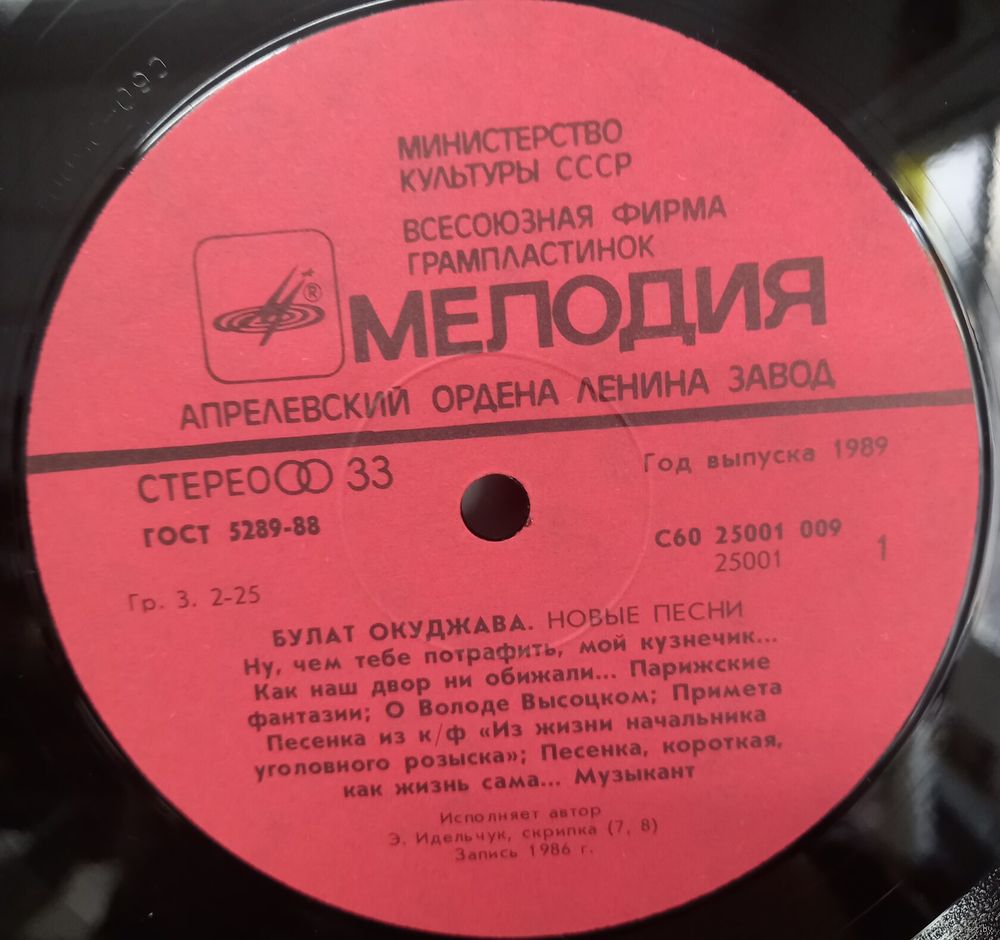 МИНИСТЕРСТВО
КУЛЬТУРЫ СССР
ВСЕСОЮЗНАЯ ФИРМА
ГРАМПЛАСТИНОК
®
МЕЛОДИЯ
АПРЕЛЕВСКИЙ ОРДЕНА ЛЕНИНА ЗАВОД
СТЕРЕО 33
Год выпуска 1989
ГОСТ 5289-88
С60 25001 009
25001
1
Гр. 3. 2-25
БУЛАТ ОКУДЖАВА. НОВЫЕ ПЕСНИ
Ну, чем тебе потрафить, мой кузнечик...
Как наш двор ни обижали... Парижские
фантазии; О Володе Высоцком; Примета
Песенка из к/ф «Из жизни начальника
уголовного розыска»; Песенка, короткая,
как жизнь сама... Музыкант
Исполняет автор
Э. Идельчук, скрипка (7, 8)
Запись 1986 г.